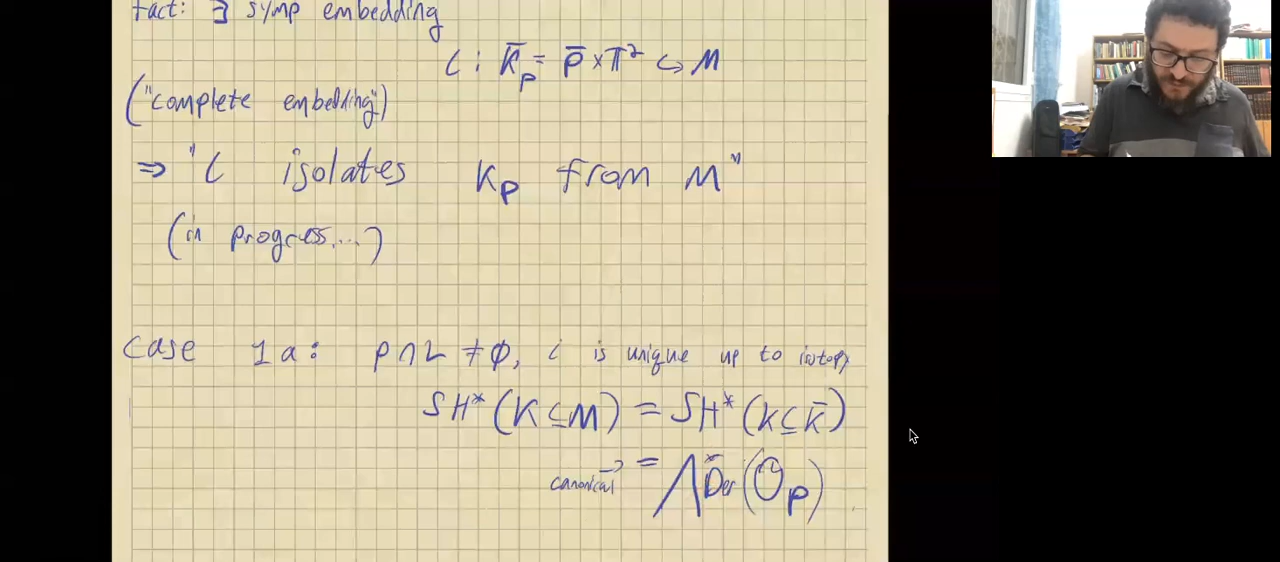 fact: ∃ symp embedding
i : K̄_P = P̄ × 𝕋² ↪ M
("complete embedding")
⇒ "i isolates K_P from M"
(in progress....)
Case 1a: P ∩ L ≠ ∅, i is unique up to isotopy
SH*(K ⊆ M) = SH*(K ⊆ K̄)
canonical → = Λ* Der(O_P)